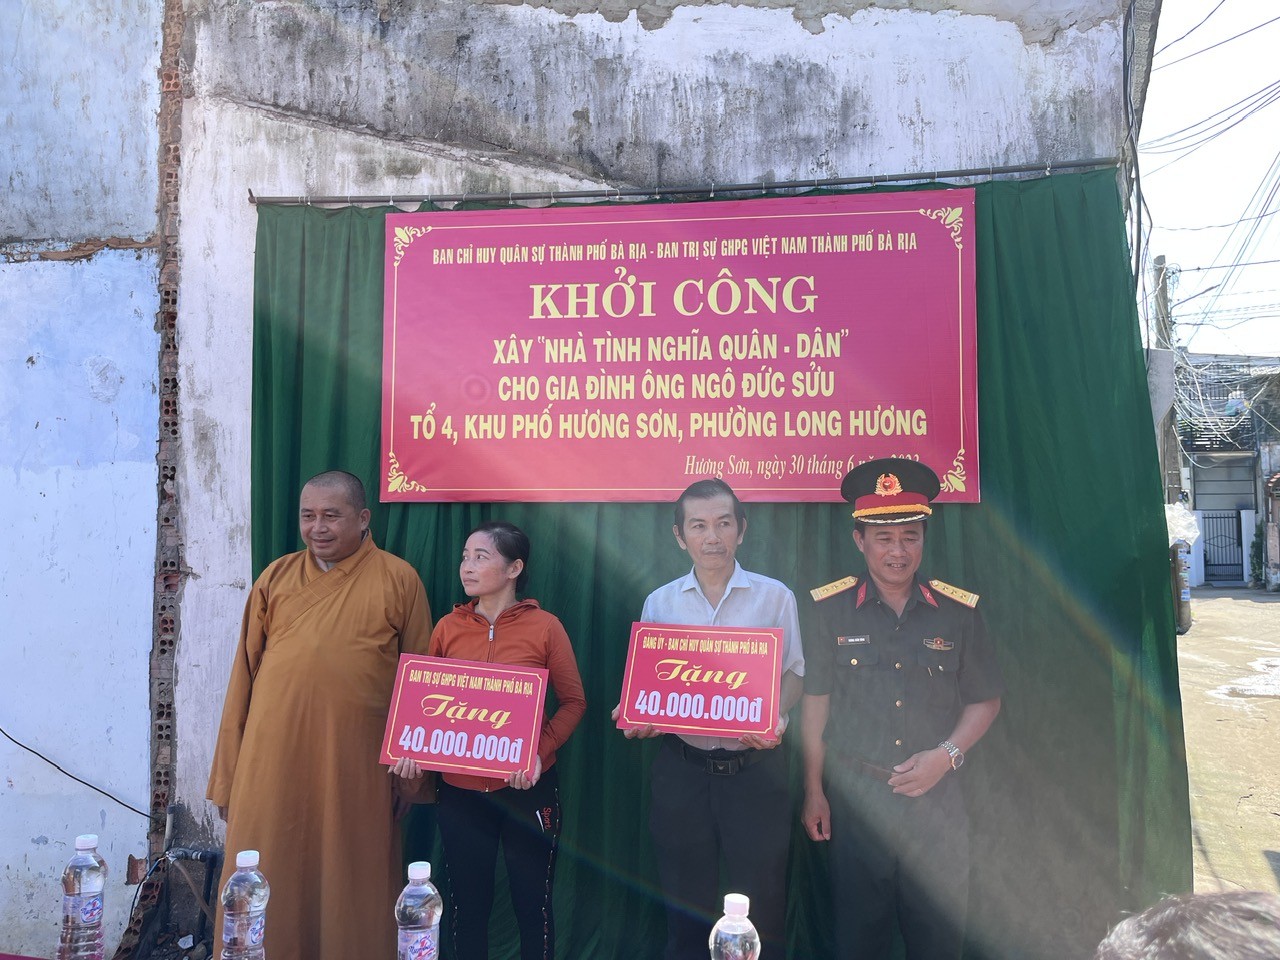 BAN CHỈ HUY QUÂN SỰ THÀNH PHỐ BÀ RỊA - BAN TRỊ SỰ GHPG VIỆT NAM THÀNH PHỐ BÀ RỊA
KHỞI CÔNG
XÂY "NHÀ TÌNH NGHĨA QUÂN - DÂN"
CHO GIA ĐÌNH ÔNG NGÔ ĐỨC SỬU
TỔ 4, KHU PHỐ HƯƠNG SƠN, PHƯỜNG LONG HƯƠNG
Hương Sơn, ngày 30 tháng 6
BAN TRỊ SỰ GHPG VIỆT NAM THÀNH PHỐ BÀ RỊA
Tặng
40.000.000đ
ĐẢNG ỦY - BAN CHỈ HUY QUÂN SỰ THÀNH PHỐ BÀ RỊA
Tặng
40.000.000đ
Sport